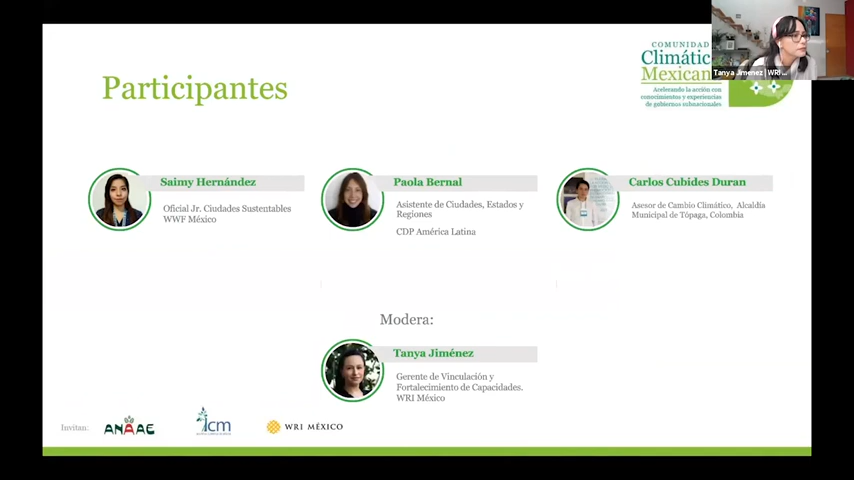 Participantes
COMUNIDAD
Climátic
Mexican
Acelerando la acción con
conocimientos y experiencias
de gobiernos subnacionales
Tanya Jimenez | WRI ...
Saimy Hernández
Oficial Jr. Ciudades Sustentables
WWF México
Paola Bernal
Asistente de Ciudades, Estados y
Regiones
CDP América Latina
Carlos Cubides Duran
Asesor de Cambio Climático, Alcaldía
Municipal de Tópaga, Colombia
Modera:
Tanya Jiménez
Gerente de Vinculación y
Fortalecimiento de Capacidades.
WRI México
Invitan:
ANAAE
icm
WRI MÉXICO